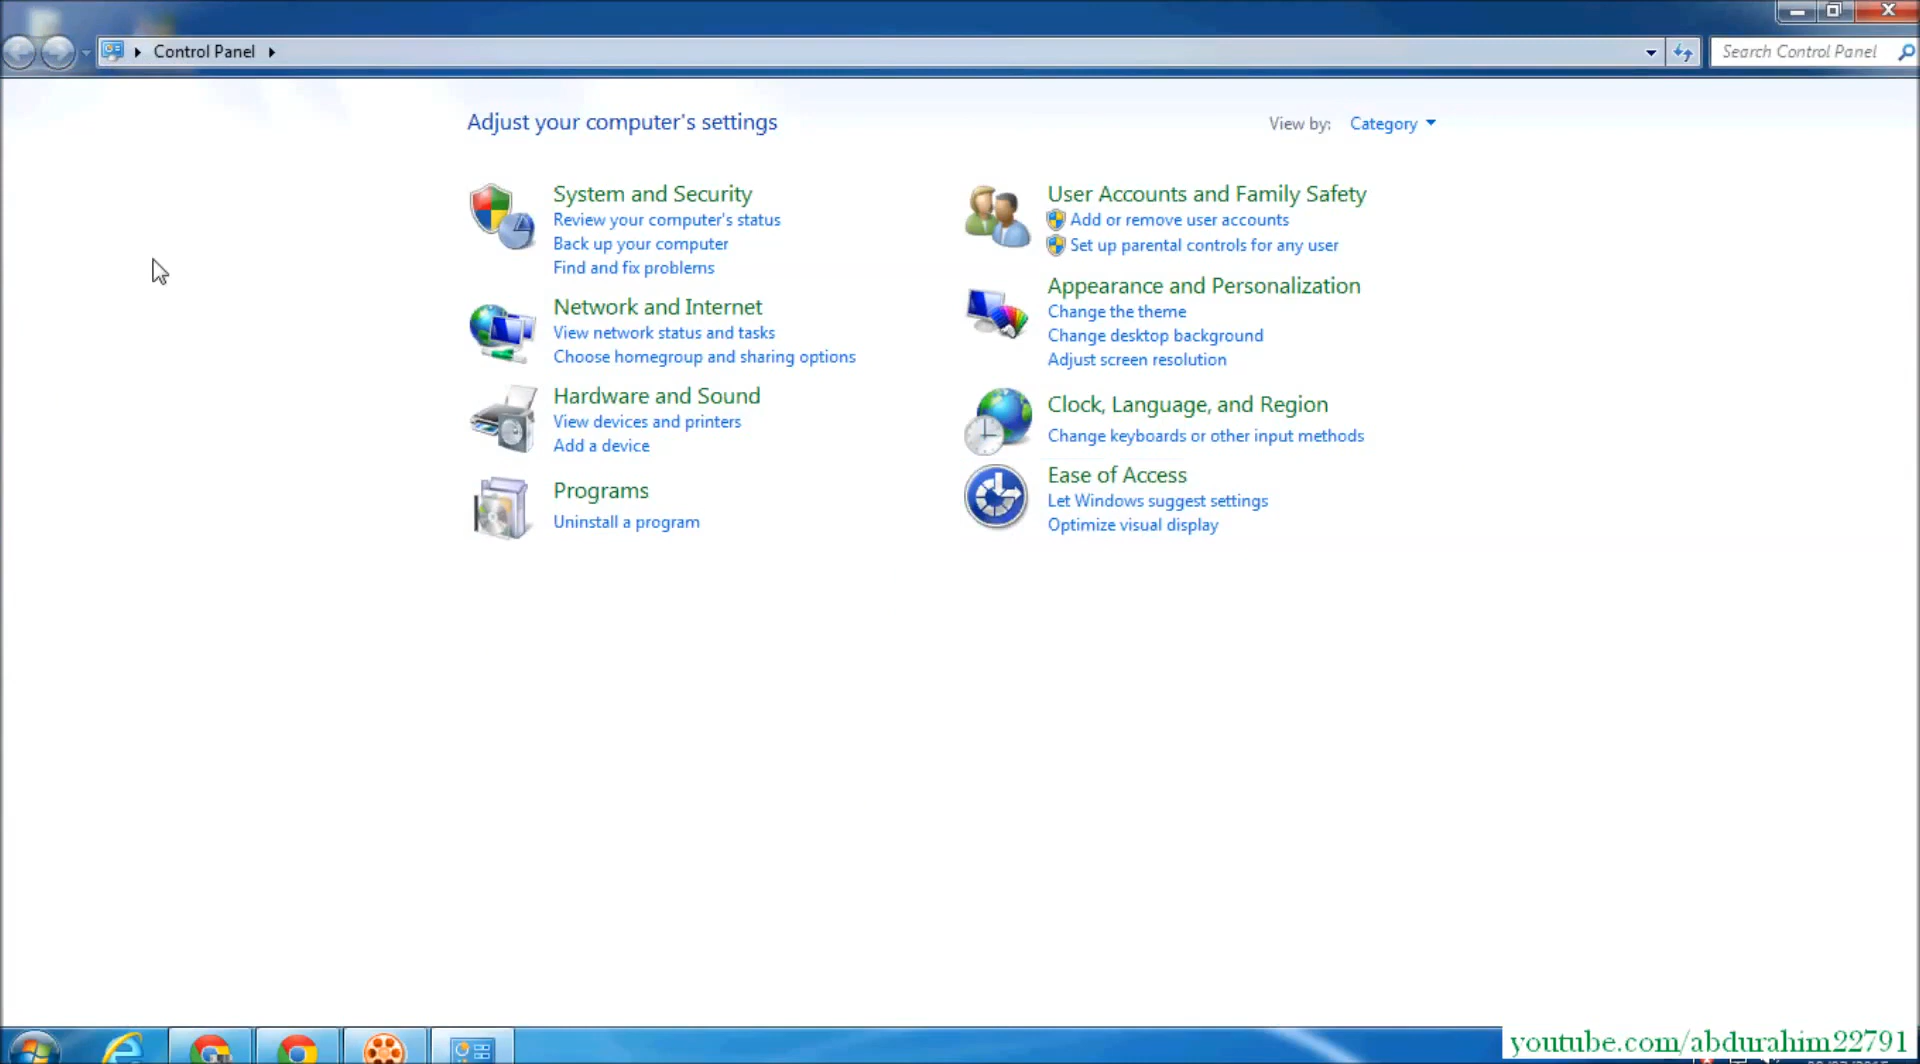 Control Panel
Search Control Panel
Adjust your computer's settings
View by: Category
System and Security
Review your computer's status
Back up your computer
Find and fix problems
Network and Internet
View network status and tasks
Choose homegroup and sharing options
Hardware and Sound
View devices and printers
Add a device
Programs
Uninstall a program
User Accounts and Family Safety
Add or remove user accounts
Set up parental controls for any user
Appearance and Personalization
Change the theme
Change desktop background
Adjust screen resolution
Clock, Language, and Region
Change keyboards or other input methods
Ease of Access
Let Windows suggest settings
Optimize visual display
youtube.com/abdurahim22791